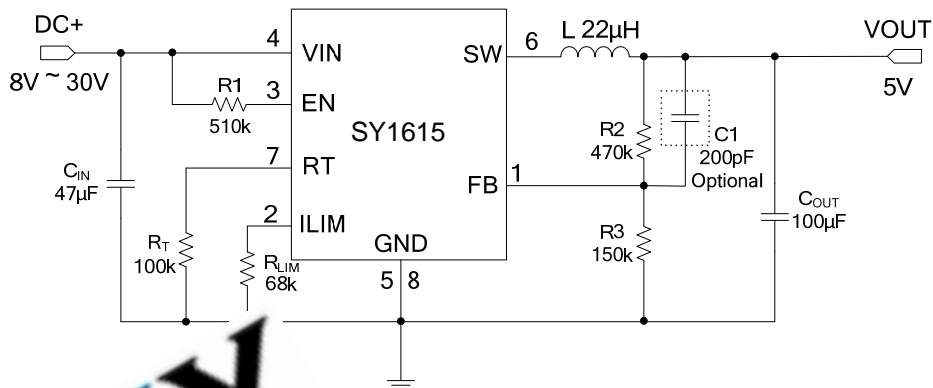 DC+
8V ~ 30V
4
VIN
R1
510k
3
EN
SY1615
7
RT
2
ILIM
GND
5
8
CIN
47µF
RT
100k
RLIM
68k
SW
6
L 22µH
VOUT
5V
R2
470k
C1
200pF
Optional
FB
1
R3
150k
COUT
100µF